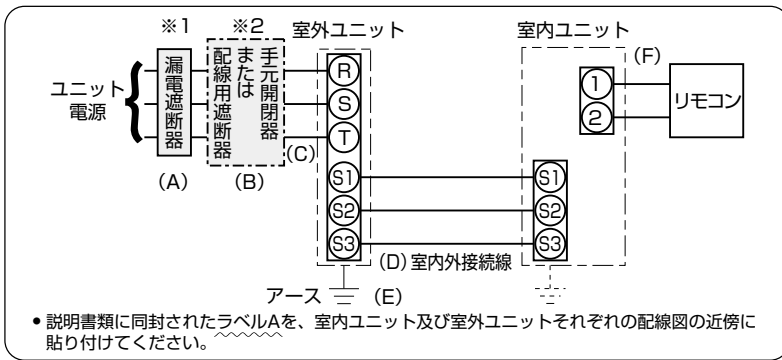 ※1
※2
室外ユニット
室内ユニット
ユニット
電源
漏電遮断器
手元開閉器
または
配線用遮断器
(A)
(B)
(C)
R
S
T
S1
S2
S3
1
2
(F)
リモコン
S1
S2
S3
(D) 室内外接続線
アース
(E)
• 説明書類に同封されたラベルAを、室内ユニット及び室外ユニットそれぞれの配線図の近傍に
貼り付けてください。